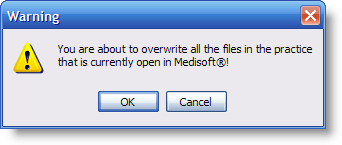 Warning
You are about to overwrite all the files in the practice
that is currently open in Medisoft®!
OK
Cancel